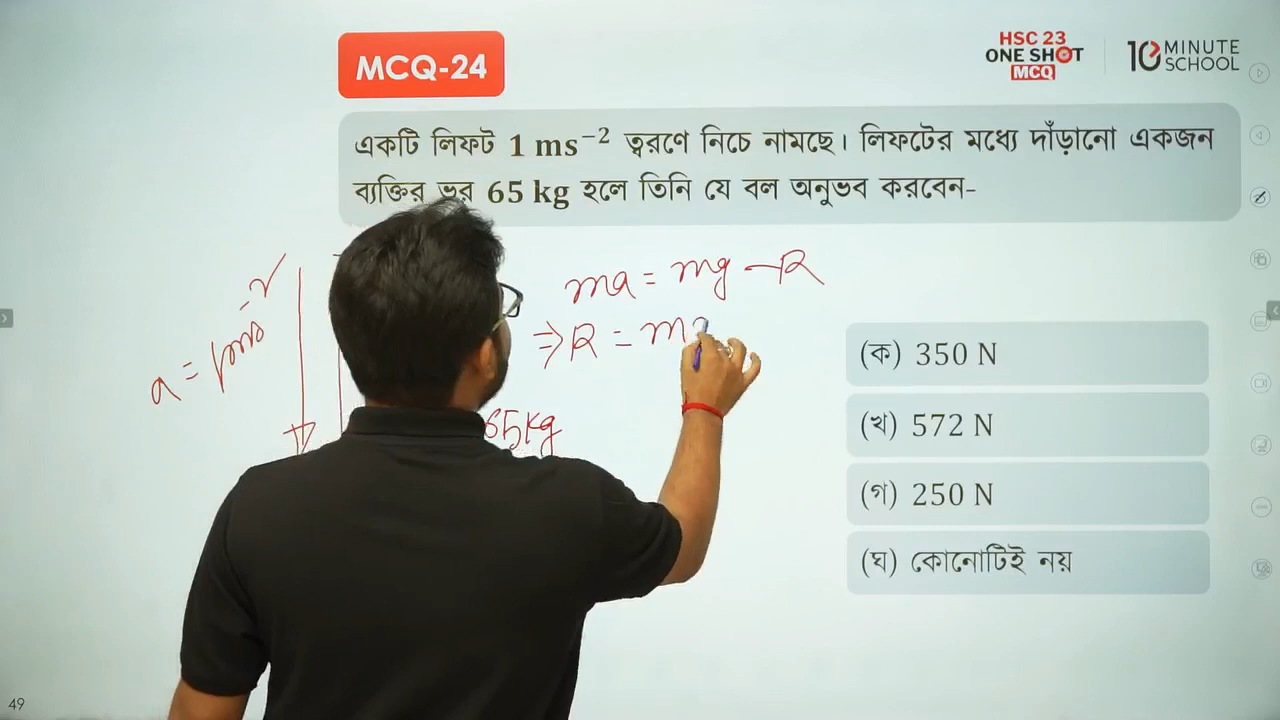 MCQ-24
HSC 23
ONE SHOT
MCQ
10 MINUTE
SCHOOL
একটি লিফট 1 ms⁻² ত্বরণে নিচে নামছে। লিফটের মধ্যে দাঁড়ানো একজন
ব্যক্তির ভর 65 kg হলে তিনি যে বল অনুভব করবেন-
a = 1ms⁻²
65kg
ma = mg - R
⇒ R = m
(ক) 350 N
(খ) 572 N
(গ) 250 N
(ঘ) কোনোটিই নয়
49